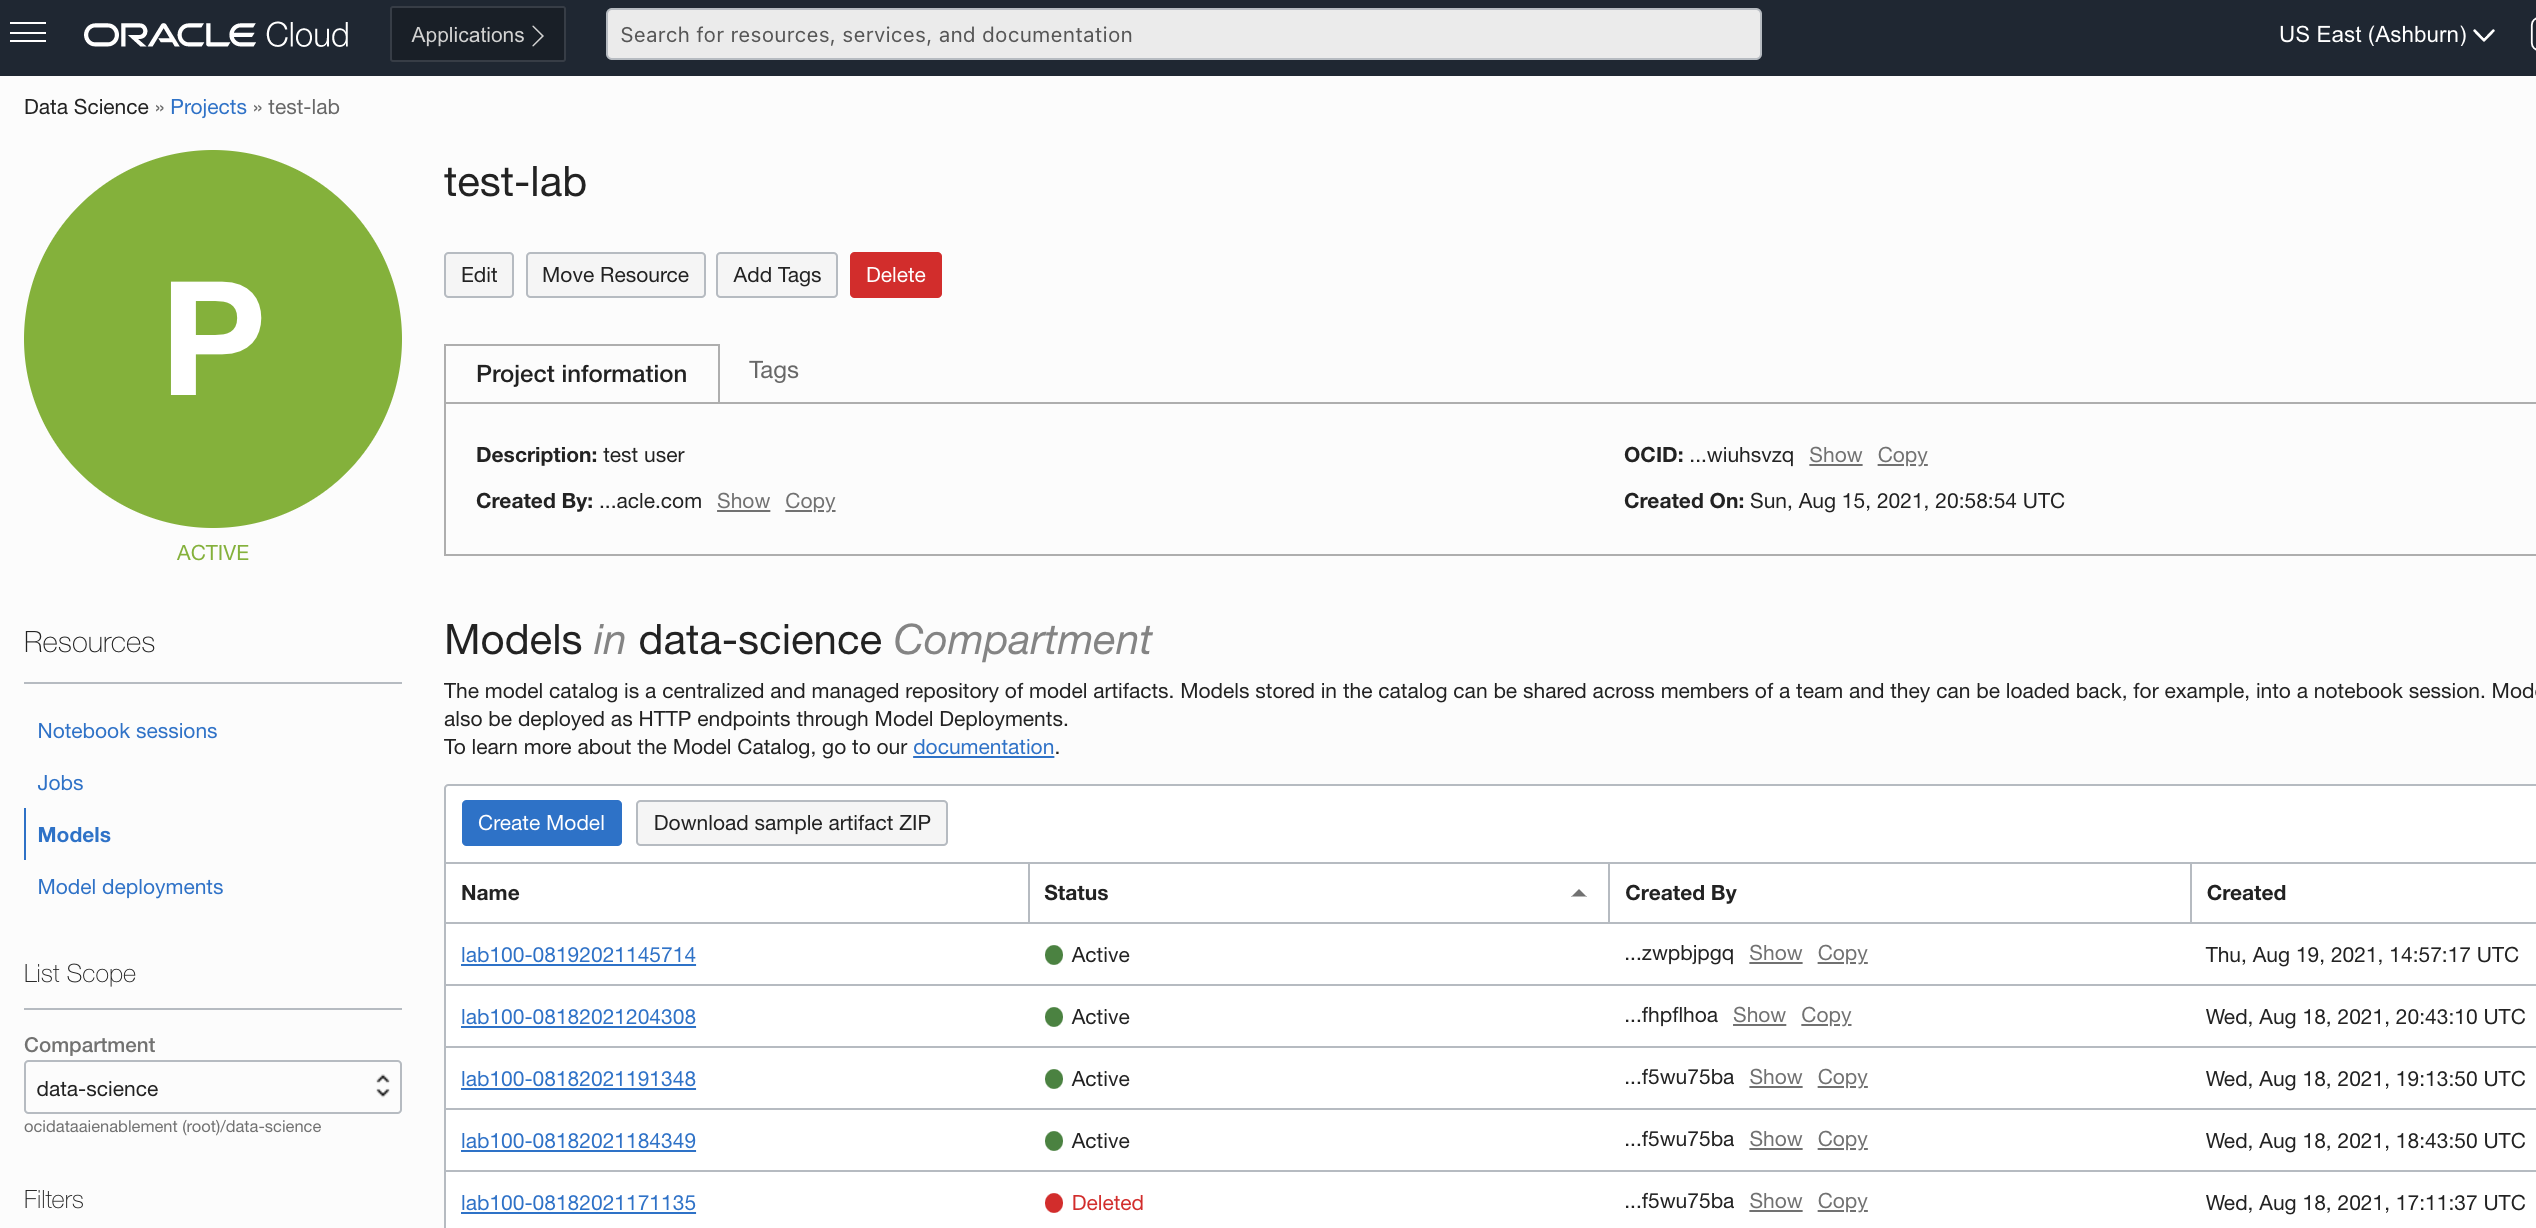 ORACLE Cloud Applications Search for resources, services, and documentation US East (Ashburn)
Data Science » Projects » test-lab
P
ACTIVE
test-lab
Edit Move Resource Add Tags Delete
Project information Tags
Description: test user OCID: ...wiuhsvzq Show Copy
Created By: ...acle.com Show Copy Created On: Sun, Aug 15, 2021, 20:58:54 UTC
Resources
Notebook sessions
Jobs
Models
Model deployments
List Scope
Compartment
data-science
ocidataaienablement (root)/data-science
Filters
Models in data-science Compartment
The model catalog is a centralized and managed repository of model artifacts. Models stored in the catalog can be shared across members of a team and they can be loaded back, for example, into a notebook session. Mod
also be deployed as HTTP endpoints through Model Deployments.
To learn more about the Model Catalog, go to our documentation.
Create Model Download sample artifact ZIP
Name Status Created By Created
lab100-08192021145714 Active ...zwpbjpgq Show Copy Thu, Aug 19, 2021, 14:57:17 UTC
lab100-08182021204308 Active ...fhpflhoa Show Copy Wed, Aug 18, 2021, 20:43:10 UTC
lab100-08182021191348 Active ...f5wu75ba Show Copy Wed, Aug 18, 2021, 19:13:50 UTC
lab100-08182021184349 Active ...f5wu75ba Show Copy Wed, Aug 18, 2021, 18:43:50 UTC
lab100-08182021171135 Deleted ...f5wu75ba Show Copy Wed, Aug 18, 2021, 17:11:37 UTC